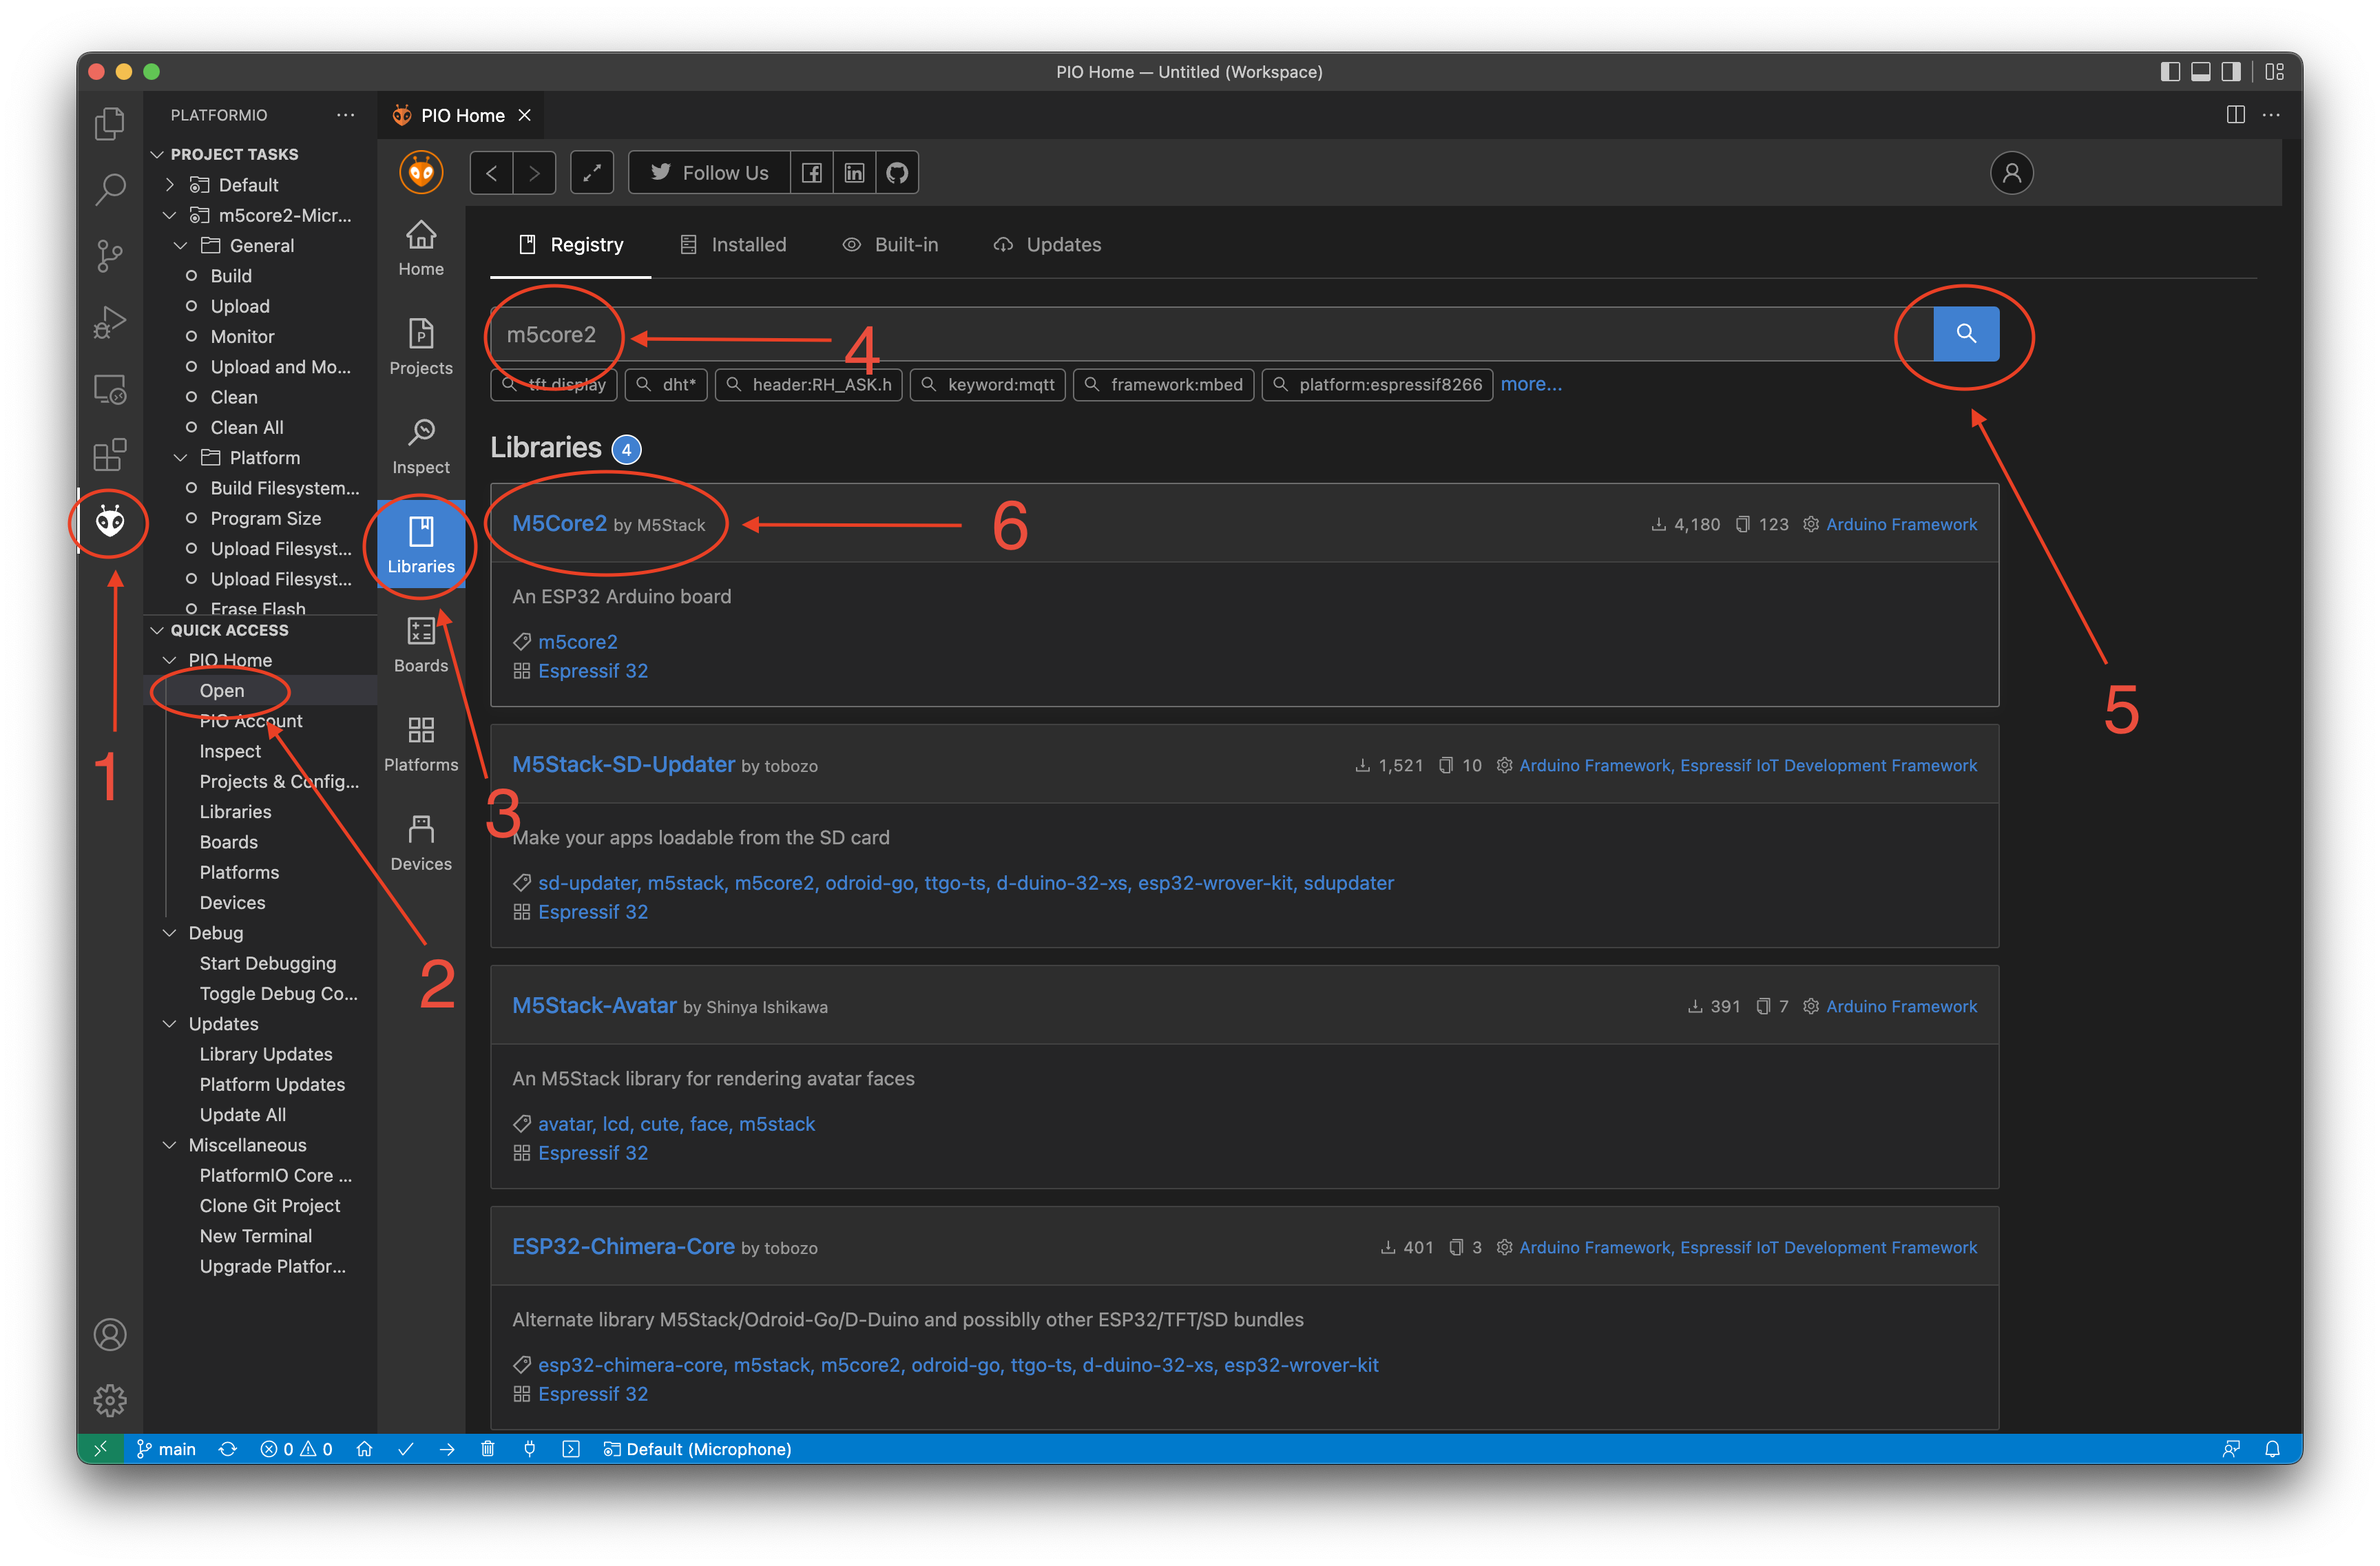 PIO Home — Untitled (Workspace)
PLATFORMIO
PIO Home
PROJECT TASKS
Default
m5core2-Micr...
General
Build
Upload
Monitor
Upload and Mo...
Clean
Clean All
Platform
Build Filesystem...
Program Size
Upload Filesyst...
Upload Filesyst...
Erase Flash
QUICK ACCESS
PIO Home
Open
PIO Account
Inspect
Projects & Config...
Libraries
Boards
Platforms
Devices
Debug
Start Debugging
Toggle Debug Co...
Updates
Library Updates
Platform Updates
Update All
Miscellaneous
PlatformIO Core ...
Clone Git Project
New Terminal
Upgrade Platfor...
Home
Projects
Inspect
Libraries
Boards
Platforms
Devices
Follow Us
Registry Installed Built-in Updates
m5core2
tft display dht* header:RH_ASK.h keyword:mqtt framework:mbed platform:espressif8266 more...
Libraries 4
M5Core2 by M5Stack 4,180 123 Arduino Framework
An ESP32 Arduino board
m5core2
Espressif 32
M5Stack-SD-Updater by tobozo 1,521 10 Arduino Framework, Espressif IoT Development Framework
Make your apps loadable from the SD card
sd-updater, m5stack, m5core2, odroid-go, ttgo-ts, d-duino-32-xs, esp32-wrover-kit, sdupdater
Espressif 32
M5Stack-Avatar by Shinya Ishikawa 391 7 Arduino Framework
An M5Stack library for rendering avatar faces
avatar, lcd, cute, face, m5stack
Espressif 32
ESP32-Chimera-Core by tobozo 401 3 Arduino Framework, Espressif IoT Development Framework
Alternate library M5Stack/Odroid-Go/D-Duino and possiblly other ESP32/TFT/SD bundles
esp32-chimera-core, m5stack, m5core2, odroid-go, ttgo-ts, d-duino-32-xs, esp32-wrover-kit
Espressif 32
1
2
3
4
5
6
main 0 0 Default (Microphone)